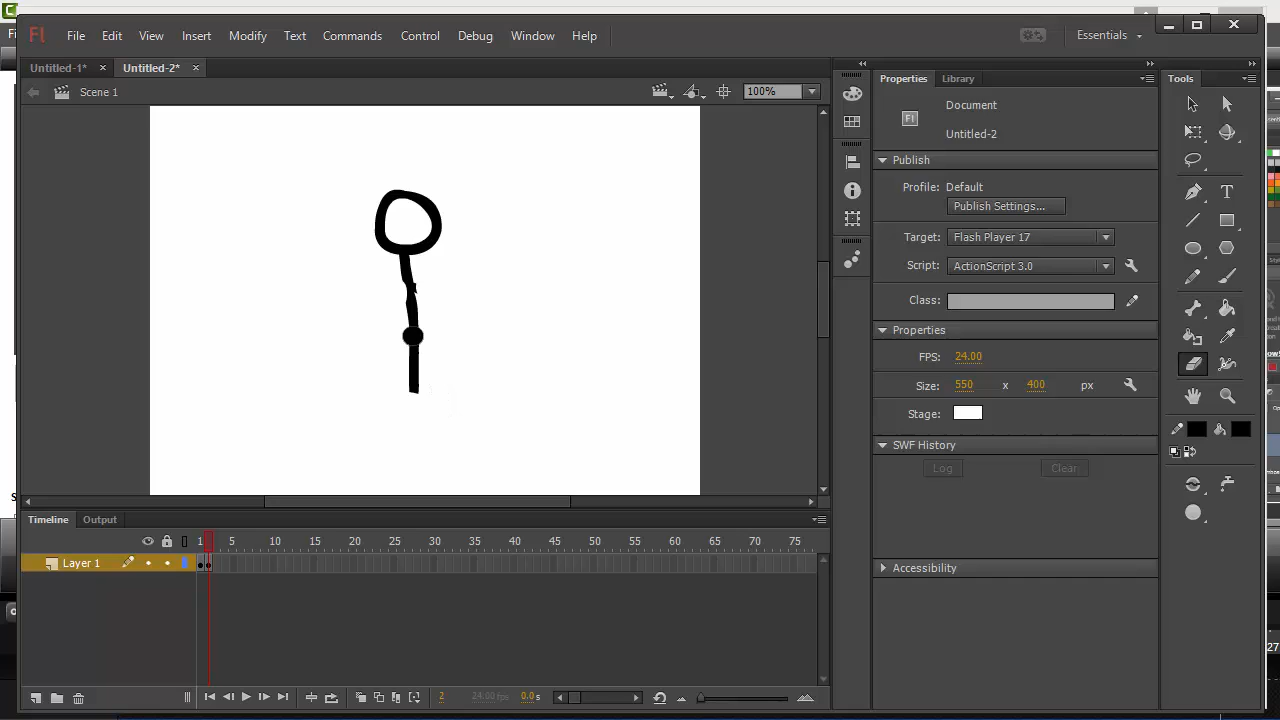 Fl File Edit View Insert Modify Text Commands Control Debug Window Help Essentials
Untitled-1* × Untitled-2* ×
Scene 1 100%
Properties Library Tools
Document
Fl
Untitled-2
Publish
Profile: Default
Publish Settings...
Target: Flash Player 17
Script: ActionScript 3.0
Class:
Properties
FPS: 24.00
Size: 550 x 400 px
Stage:
SWF History
Log Clear
Accessibility
T
Timeline Output
1 5 10 15 20 25 30 35 40 45 50 55 60 65 70 75
Layer 1
2 24.00 fps 0.0 s
27